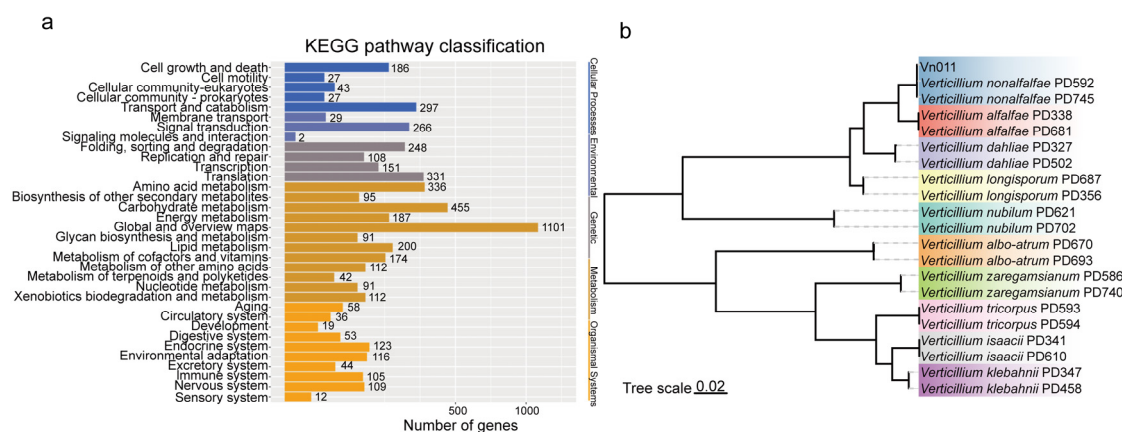 a
KEGG pathway classification
Cell growth and death 186
Cell motility 27
Cellular community-eukaryotes 43
Cellular community - prokaryotes 27
Transport and catabolism 297
Membrane transport 29
Signal transduction 266
Signaling molecules and interaction 2
Folding, sorting and degradation 248
Replication and repair 108
Transcription 151
Translation 331
Amino acid metabolism 336
Biosynthesis of other secondary metabolites 95
Carbohydrate metabolism 455
Energy metabolism 187
Global and overview maps 1101
Glycan biosynthesis and metabolism 91
Lipid metabolism 200
Metabolism of cofactors and vitamins 174
Metabolism of other amino acids 112
Metabolism of terpenoids and polyketides 42
Nucleotide metabolism 91
Xenobiotics biodegradation and metabolism 112
Aging 58
Circulatory system 36
Development 19
Digestive system 53
Endocrine system 123
Environmental adaptation 116
Excretory system 44
Immune system 105
Nervous system 109
Sensory system 12
500 1000
Number of genes
Cellular Processes
Environmental
Genetic
Metabolism
Organismal Systems
b
Vn011
Verticillium nonalfalfae PD592
Verticillium nonalfalfae PD745
Verticillium alfalfae PD338
Verticillium alfalfae PD681
Verticillium dahliae PD327
Verticillium dahliae PD502
Verticillium longisporum PD687
Verticillium longisporum PD356
Verticillium nubilum PD621
Verticillium nubilum PD702
Verticillium albo-atrum PD670
Verticillium albo-atrum PD693
Verticillium zaregamsianum PD586
Verticillium zaregamsianum PD740
Verticillium tricorpus PD593
Verticillium tricorpus PD594
Verticillium isaacii PD341
Verticillium isaacii PD610
Verticillium klebahnii PD347
Verticillium klebahnii PD458
Tree scale 0.02